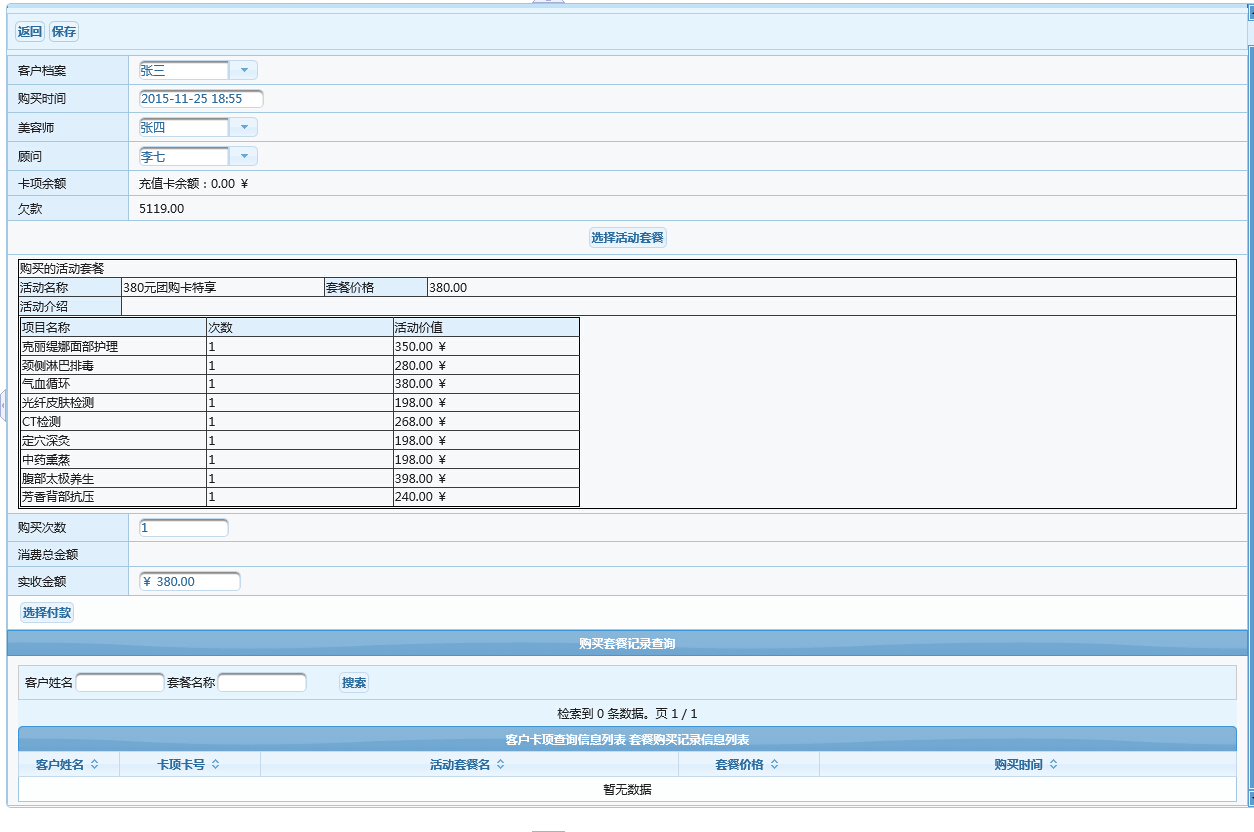 返回 保存
客户档案 张三
购买时间 2015-11-25 18:55
美容师 张四
顾问 李七
卡项余额 充值卡余额：0.00 ￥
欠款 5119.00
选择活动套餐
购买的活动套餐
活动名称 380元团购卡特享 套餐价格 380.00
活动介绍
项目名称 次数 活动价值
克丽缇娜面部护理 1 350.00 ￥
颈侧淋巴排毒 1 280.00 ￥
气血循环 1 380.00 ￥
光纤皮肤检测 1 198.00 ￥
CT检测 1 268.00 ￥
定穴深灸 1 198.00 ￥
中药熏蒸 1 198.00 ￥
腹部太极养生 1 398.00 ￥
芳香背部抗压 1 240.00 ￥
购买次数 1
消费总金额
实收金额 ￥ 380.00
选择付款
购买套餐记录查询
客户姓名 套餐名称 搜索
检索到 0 条数据。页 1 / 1
客户卡项查询信息列表 套餐购买记录信息列表
客户姓名 卡项卡号 活动套餐名 套餐价格 购买时间
暂无数据